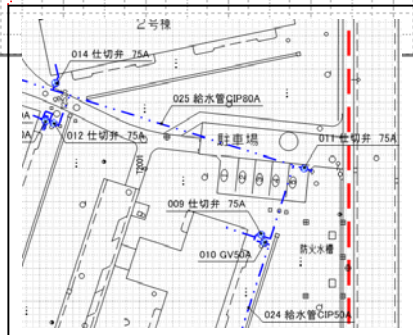 2号棟
014 仕切弁 75A
025 給水管CIP80A
012 仕切弁 75A
駐車場
011 仕切弁 75A
009 仕切弁 75A
010 GV50A
防火水槽
024 給水管CIP50A